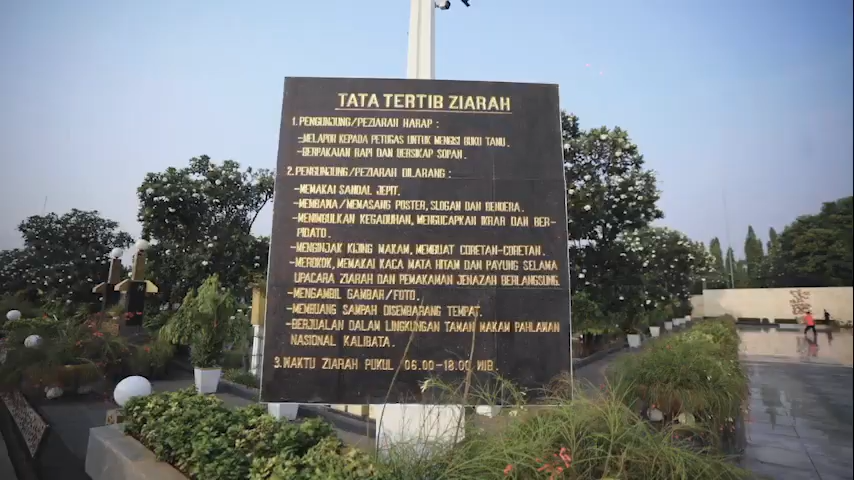 TATA TERTIB ZIARAH
1. PENGUNJUNG/PEZIARAH HARAP :
-MELAPOR KEPADA PETUGAS UNTUK MENGISI BUKU TAMU.
-BERPAKAIAN RAPI DAN BERSIKAP SOPAN.
2. PENGUNJUNG/PEZIARAH DILARANG :
-MEMAKAI SANDAL JEPIT.
-MEMBAWA/MEMASANG POSTER, SLOGAN DAN BENDERA.
-MENIMBULKAN KEGADUHAN, MENGUCAPKAN IKRAR DAN BER-
PIDATO.
-MENGINJAK KIJING MAKAM, MEMBUAT CORETAN-CORETAN.
-MEROKOK, MEMAKAI KACA MATA HITAM DAN PAYUNG SELAMA
UPACARA ZIARAH DAN PEMAKAMAN JENAZAH BERLANGSUNG.
-MENGAMBIL GAMBAR/FOTO.
-MEMBUANG SAMPAH DISEMBARANG TEMPAT.
-BERJUALAN DALAM LINGKUNGAN TAMAN MAKAM PAHLAWAN
NASIONAL KALIBATA.
3. WAKTU ZIARAH PUKUL 06.00-18.00 WIB.